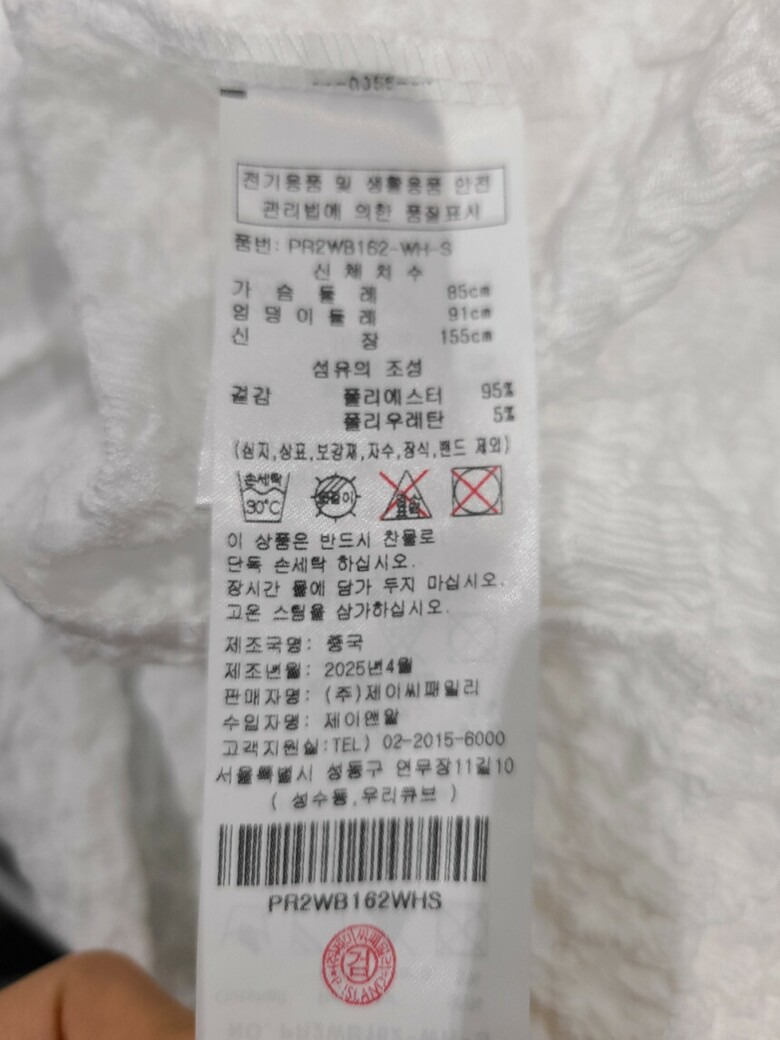 전기용품 및 생활용품 안전
관리법에 의한 품질표시
품번: PR2WB162-WH-S
신 체 치 수
가 슴 둘 레 85cm
엉 덩 이 둘 레 91cm
신 장 155cm
섬유의 조성
겉감 폴리에스터 95%
폴리우레탄 5%
(심지,상표,보강재,자수,장식,밴드 제외)
손세탁
30°C
이 상품은 반드시 찬물로
단독 손세탁 하십시오.
장시간 물에 담가 두지 마십시오.
고온 스팀을 삼가하십시오.
제조국명: 중국
제조년월: 2025년4월
판매자명: (주)제이씨패밀리
수입자명: 제이앤알
고객지원실:TEL) 02-2015-6000
서울특별시 성동구 연무장11길10
( 성수동,우리큐브 )
PR2WB162WHS
검
P.ISLAND